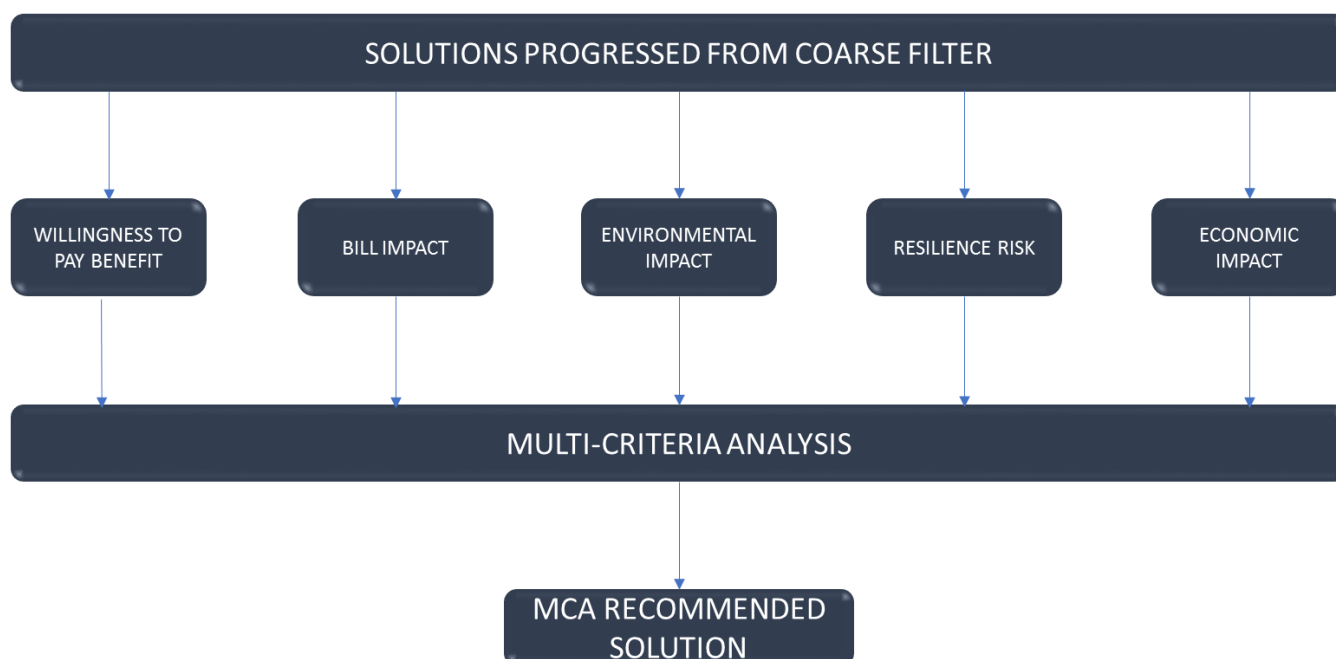 SOLUTIONS PROGRESSED FROM COARSE FILTER
WILLINGNESS TO
PAY BENEFIT
BILL IMPACT
ENVIRONMENTAL
IMPACT
RESILIENCE RISK
ECONOMIC
IMPACT
MULTI-CRITERIA ANALYSIS
MCA RECOMMENDED
SOLUTION